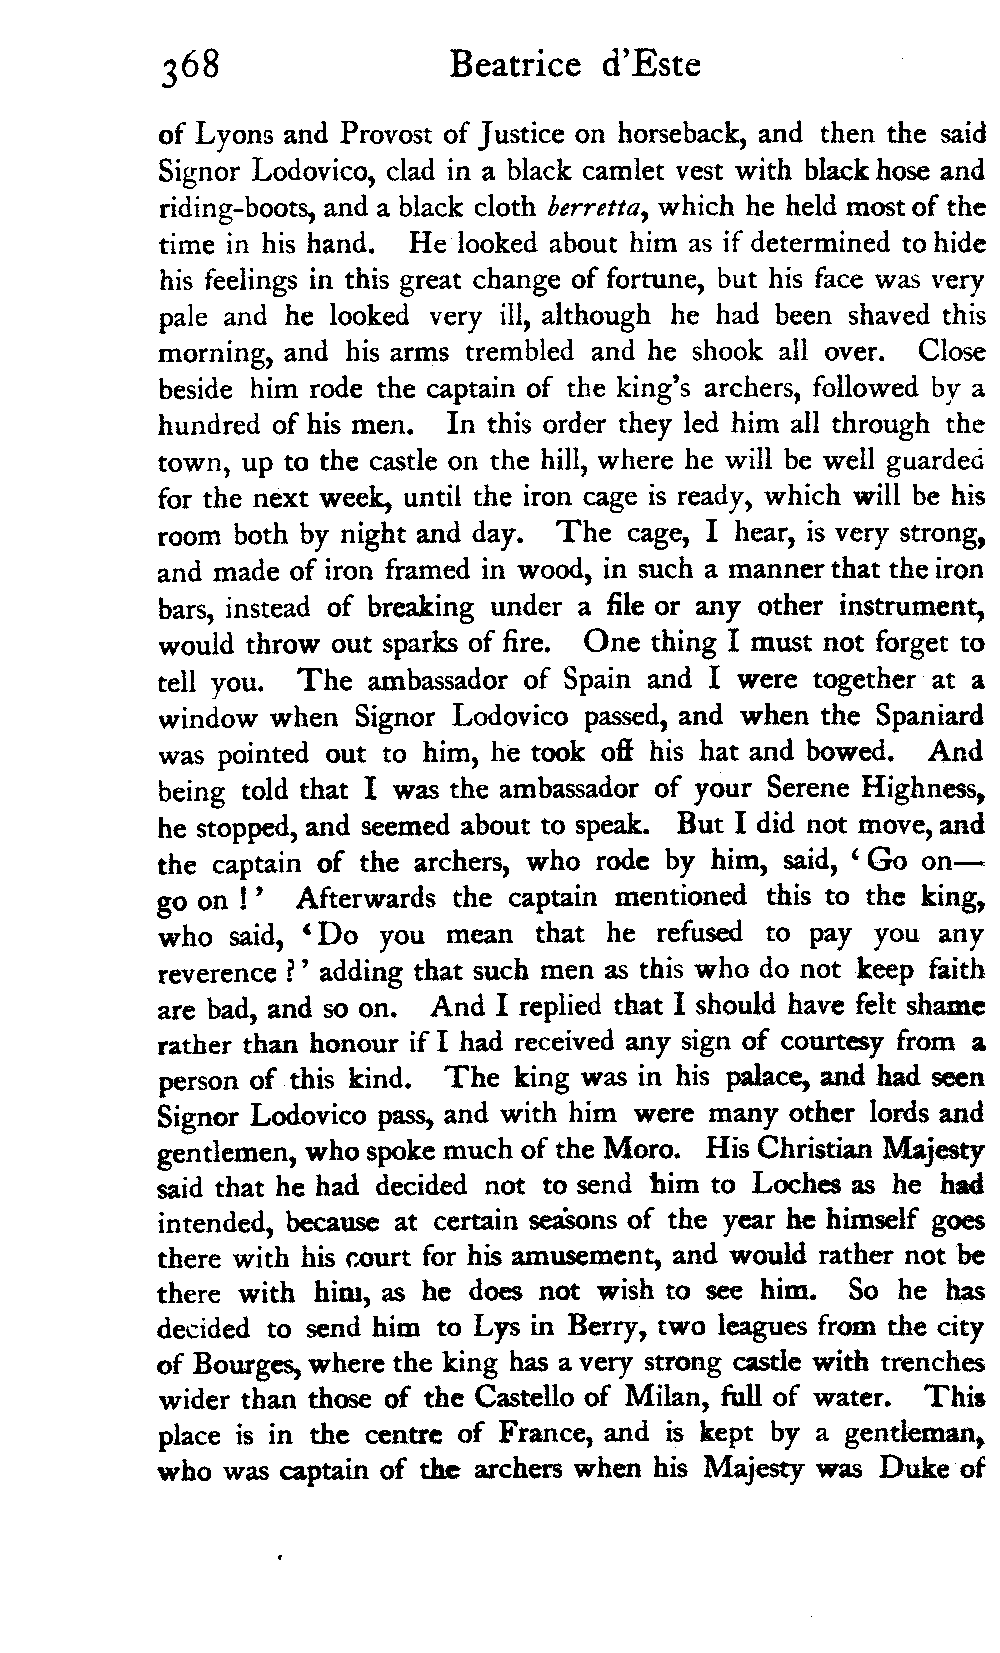 368 Beatrice d'Este
of Lyons and Provost of Justice on horseback, and then the said
Signor Lodovico, clad in a black camlet vest with black hose and
riding-boots, and a black cloth berretta, which he held most of the
time in his hand. He looked about him as if determined to hide
his feelings in this great change of fortune, but his face was very
pale and he looked very ill, although he had been shaved this
morning, and his arms trembled and he shook all over. Close
beside him rode the captain of the king's archers, followed by a
hundred of his men. In this order they led him all through the
town, up to the castle on the hill, where he will be well guarded
for the next week, until the iron cage is ready, which will be his
room both by night and day. The cage, I hear, is very strong,
and made of iron framed in wood, in such a manner that the iron
bars, instead of breaking under a file or any other instrument,
would throw out sparks of fire. One thing I must not forget to
tell you. The ambassador of Spain and I were together at a
window when Signor Lodovico passed, and when the Spaniard
was pointed out to him, he took off his hat and bowed. And
being told that I was the ambassador of your Serene Highness,
he stopped, and seemed about to speak. But I did not move, and
the captain of the archers, who rode by him, said, ‘Go on—
go on!’ Afterwards the captain mentioned this to the king,
who said, ‘Do you mean that he refused to pay you any
reverence?’ adding that such men as this who do not keep faith
are bad, and so on. And I replied that I should have felt shame
rather than honour if I had received any sign of courtesy from a
person of this kind. The king was in his palace, and had seen
Signor Lodovico pass, and with him were many other lords and
gentlemen, who spoke much of the Moro. His Christian Majesty
said that he had decided not to send him to Loches as he had
intended, because at certain seasons of the year he himself goes
there with his court for his amusement, and would rather not be
there with him, as he does not wish to see him. So he has
decided to send him to Lys in Berry, two leagues from the city
of Bourges, where the king has a very strong castle with trenches
wider than those of the Castello of Milan, full of water. This
place is in the centre of France, and is kept by a gentleman,
who was captain of the archers when his Majesty was Duke of